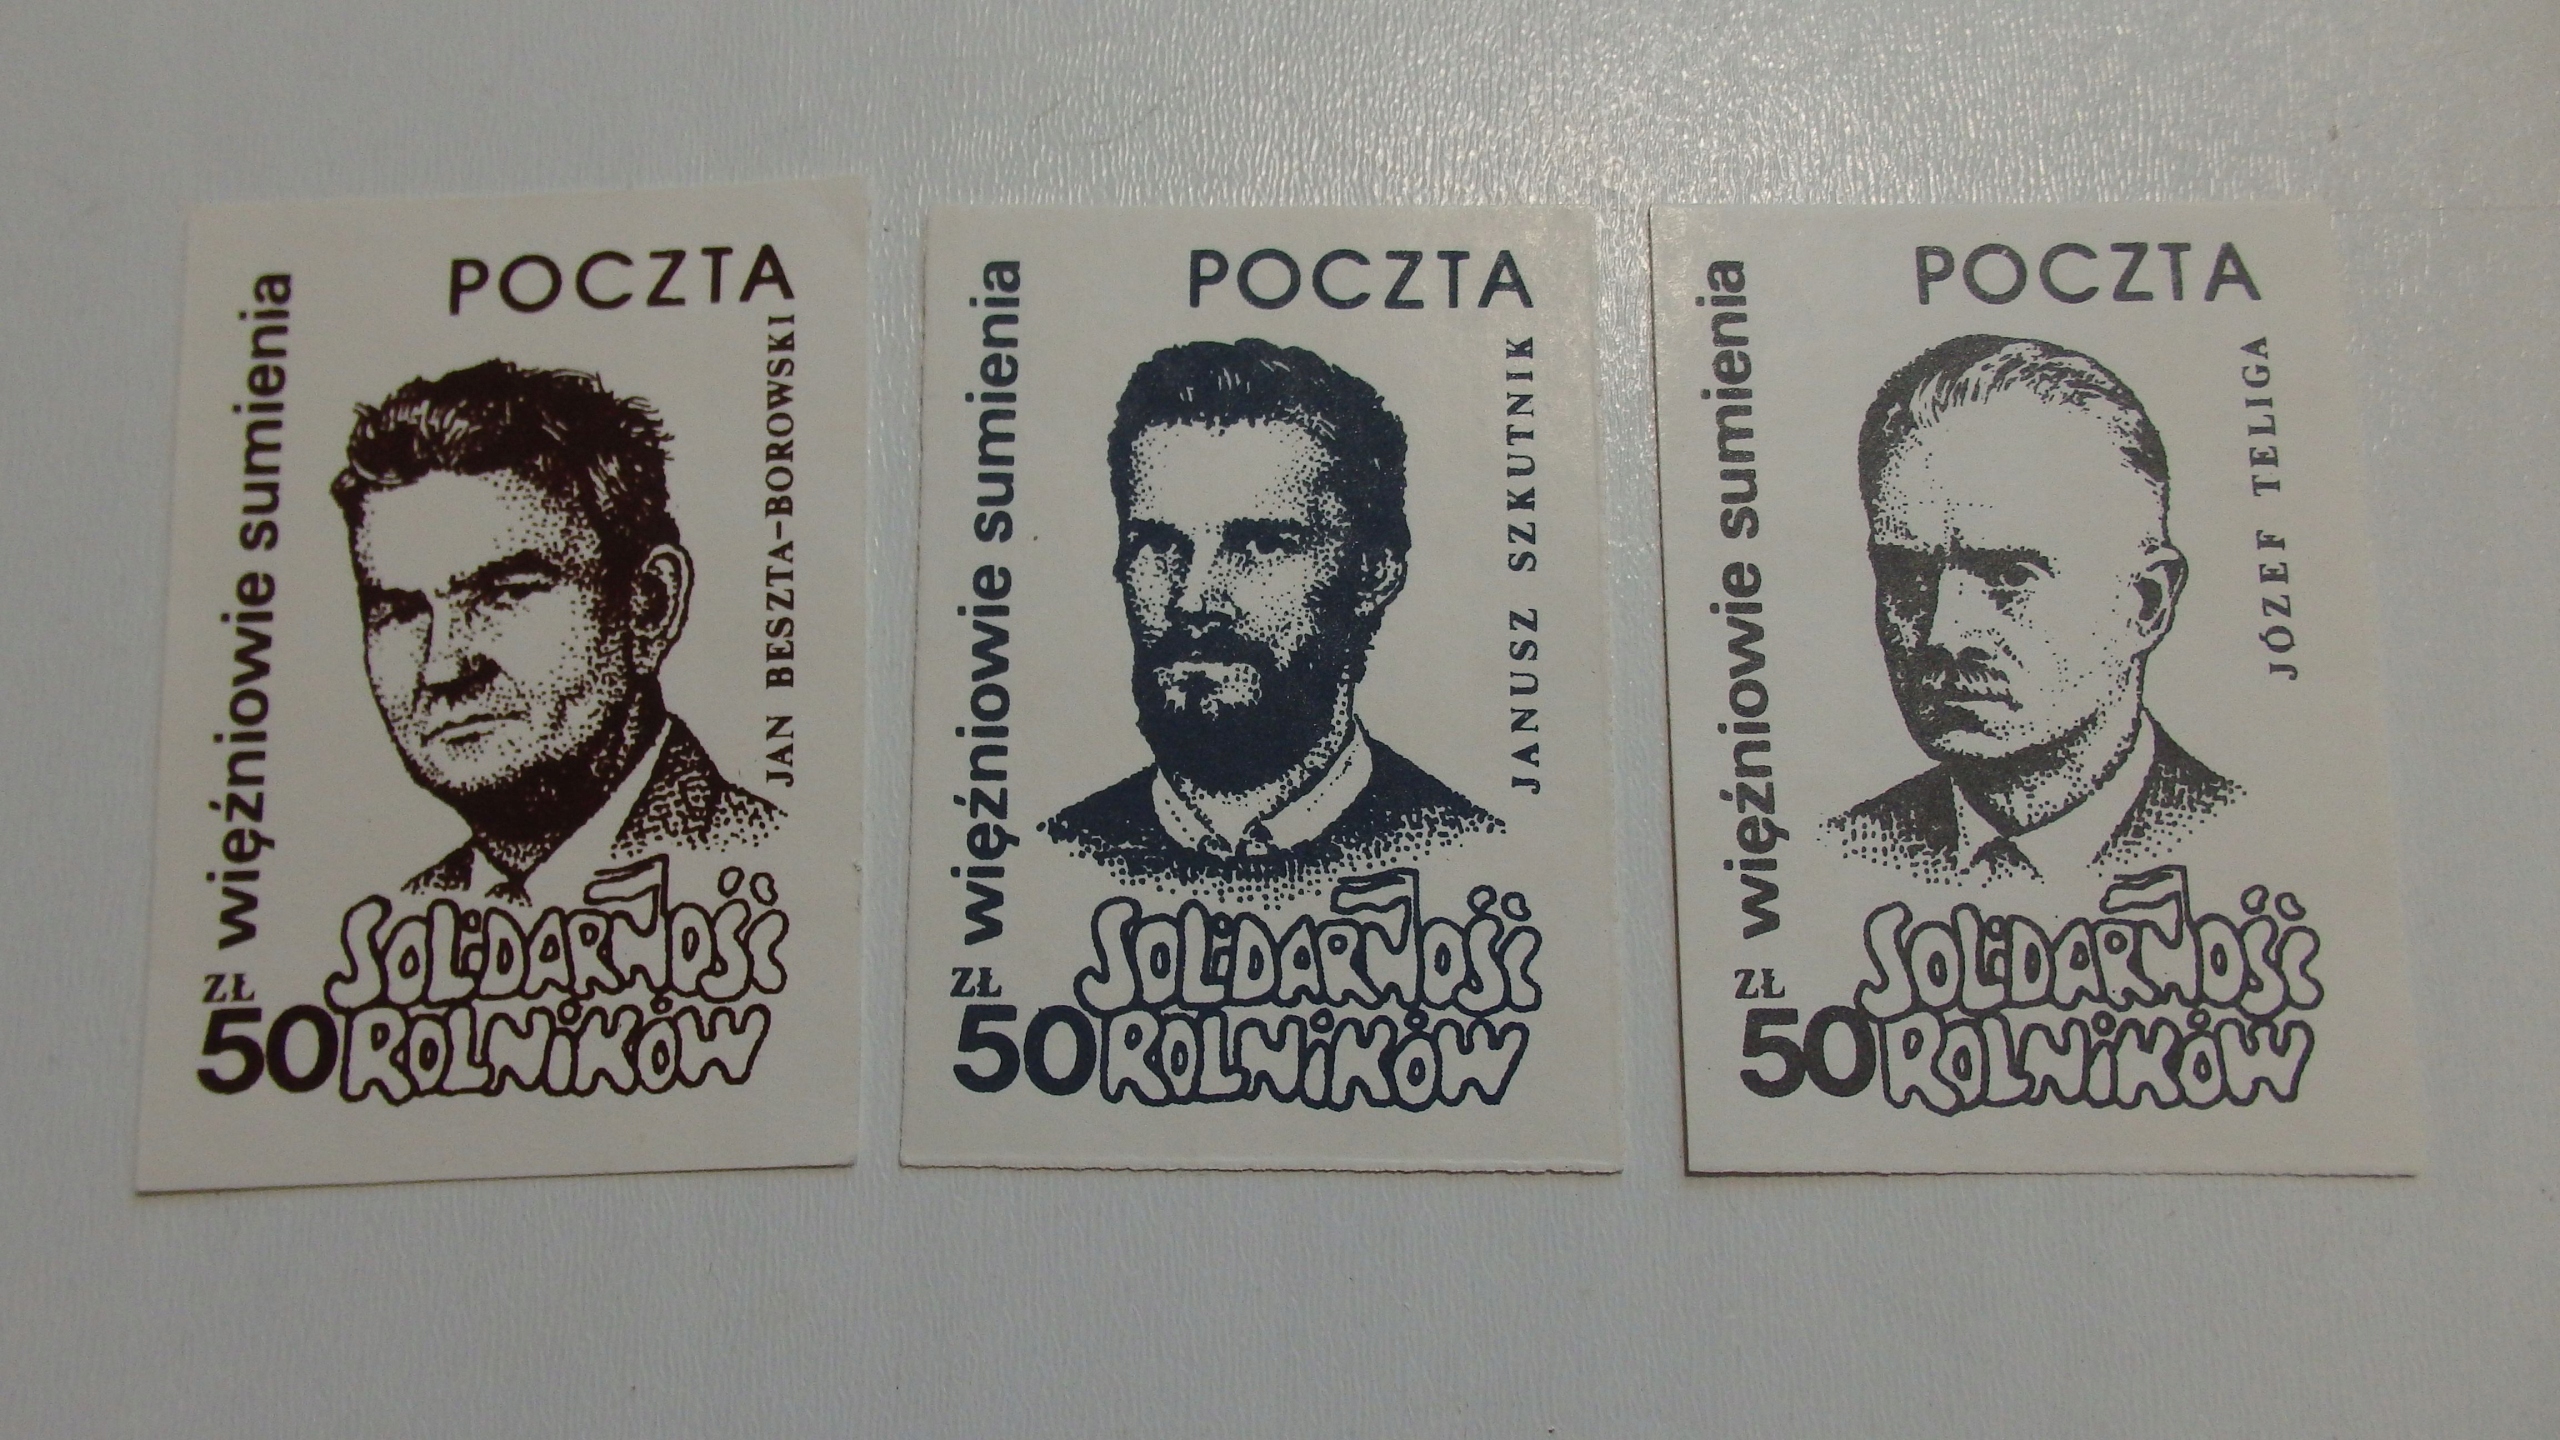 POCZTA
więźniowie sumienia
JAN BESZTA-BOROWSKI
SOLIDARNOŚĆ
ROLNIKÓW
ZŁ
50
POCZTA
więźniowie sumienia
JANUSZ SZKUTNIK
SOLIDARNOŚĆ
ROLNIKÓW
ZŁ
50
POCZTA
więźniowie sumienia
JÓZEF TELIGA
SOLIDARNOŚĆ
ROLNIKÓW
ZŁ
50